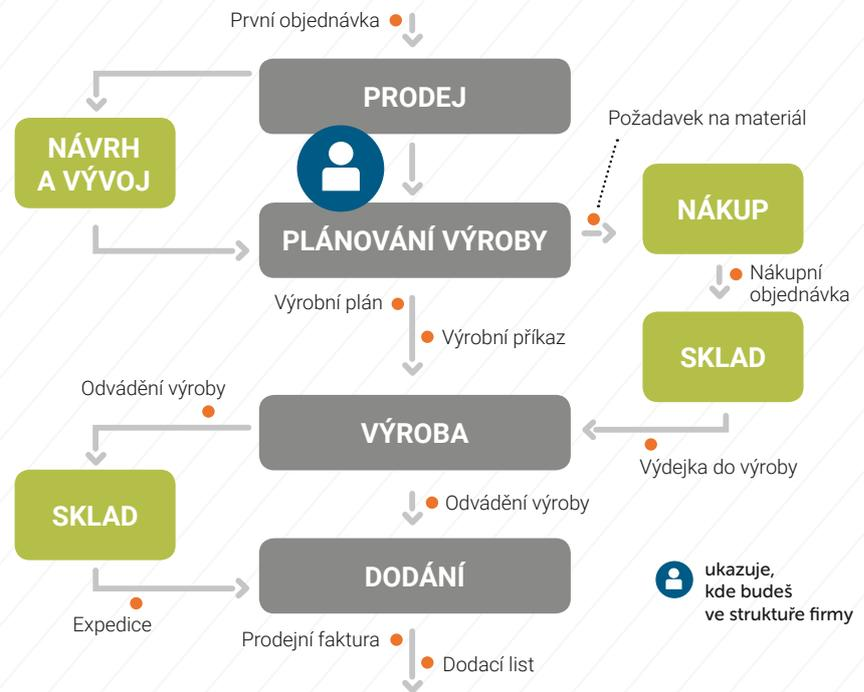 První objednávka
PRODEJ
NÁVRH
A VÝVOJ
Požadavek na materiál
NÁKUP
PLÁNOVÁNÍ VÝROBY
Nákupní
objednávka
Výrobní plán
Výrobní příkaz
SKLAD
Odvádění výroby
VÝROBA
Výdejka do výroby
SKLAD
Odvádění výroby
DODÁNÍ
ukazuje,
kde budeš
ve struktuře firmy
Expedice
Prodejní faktura
Dodací list